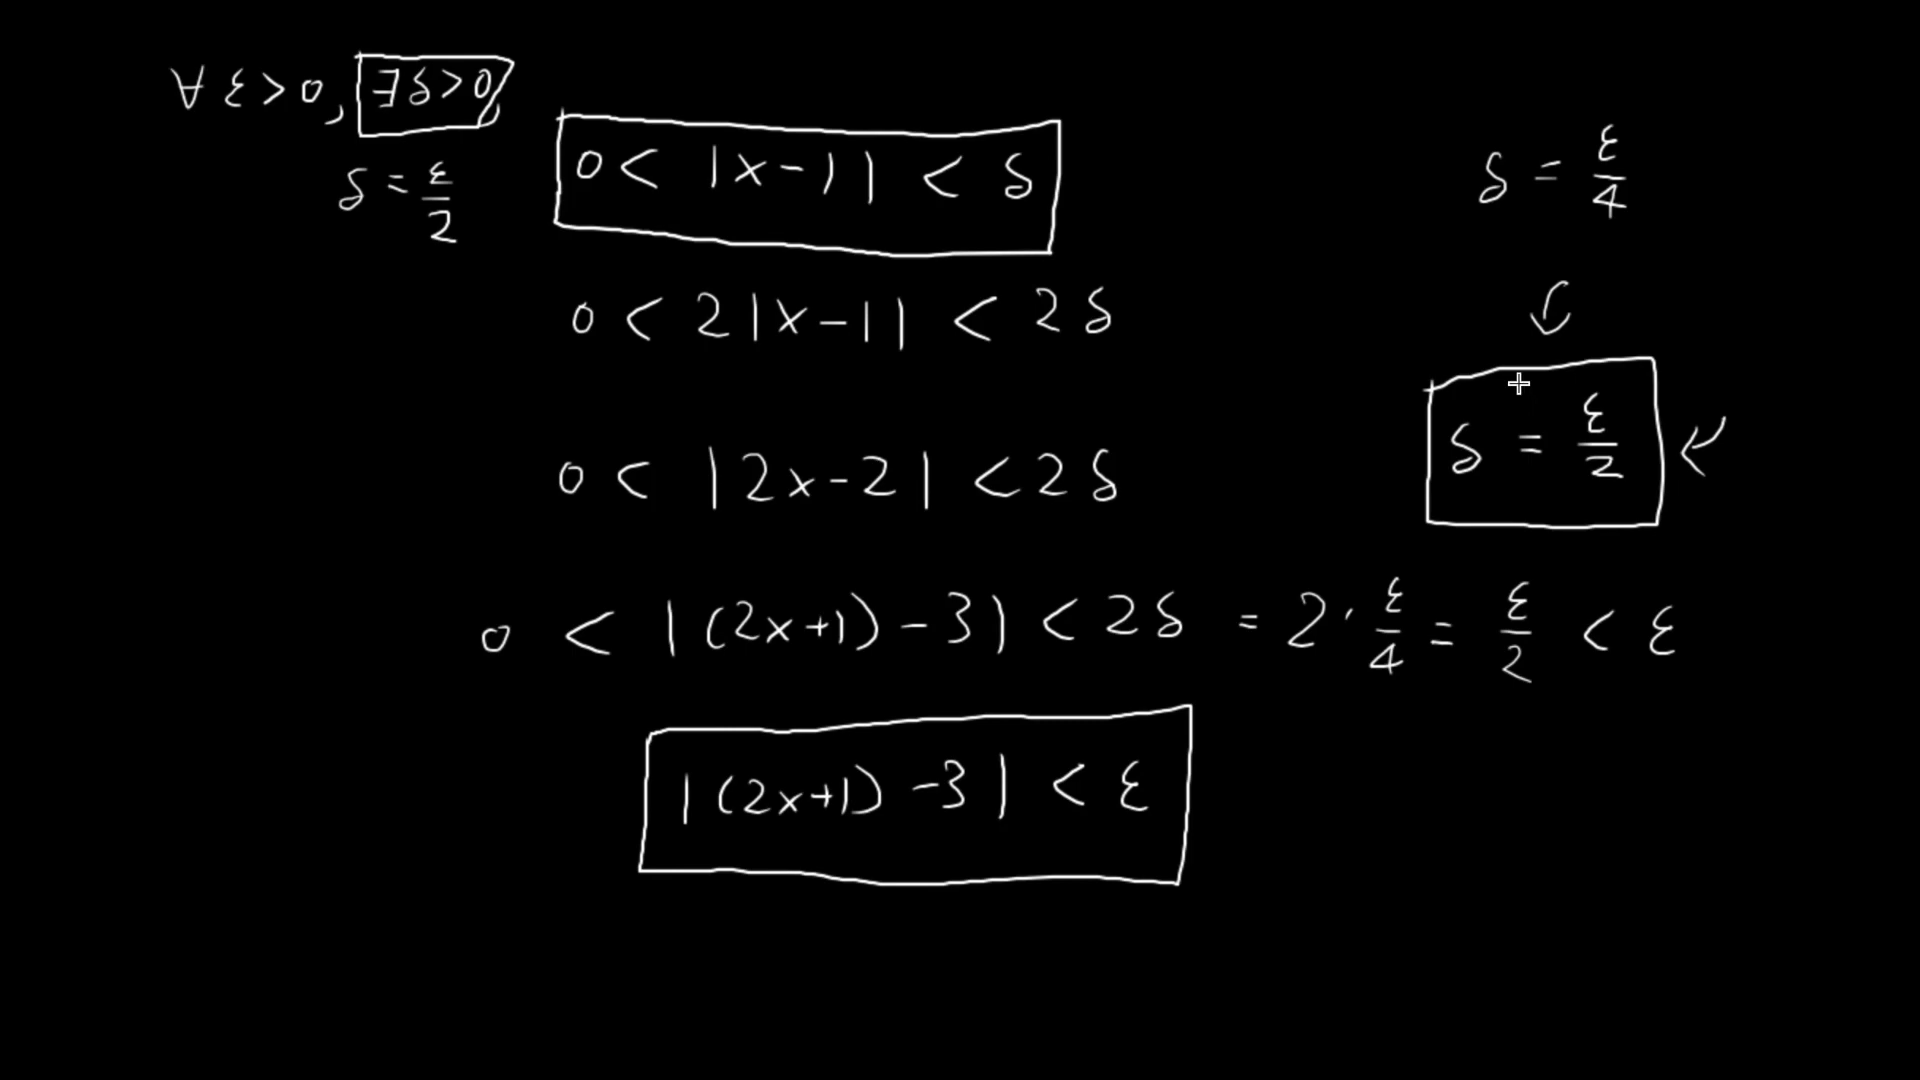 ∀ ε > 0, ∃ δ > 0,
δ = ε/2
0 < |x - 1| < δ
δ = ε/4
0 < 2|x - 1| < 2δ
0 < |2x - 2| < 2δ
δ = ε/2
0 < |(2x+1) - 3| < 2δ = 2 · ε/4 = ε/2 < ε
|(2x+1) - 3| < ε